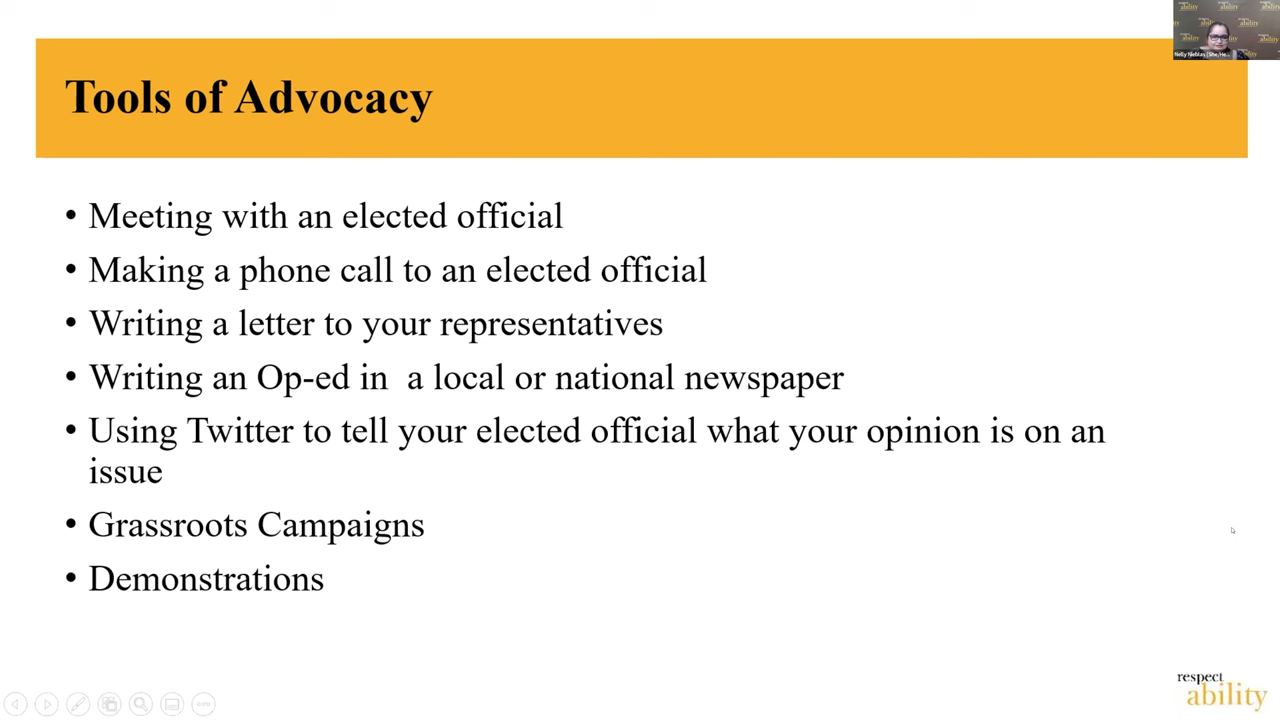 Tools of Advocacy
• Meeting with an elected official
• Making a phone call to an elected official
• Writing a letter to your representatives
• Writing an Op-ed in  a local or national newspaper
• Using Twitter to tell your elected official what your opinion is on an
issue
• Grassroots Campaigns
• Demonstrations
respect
ability